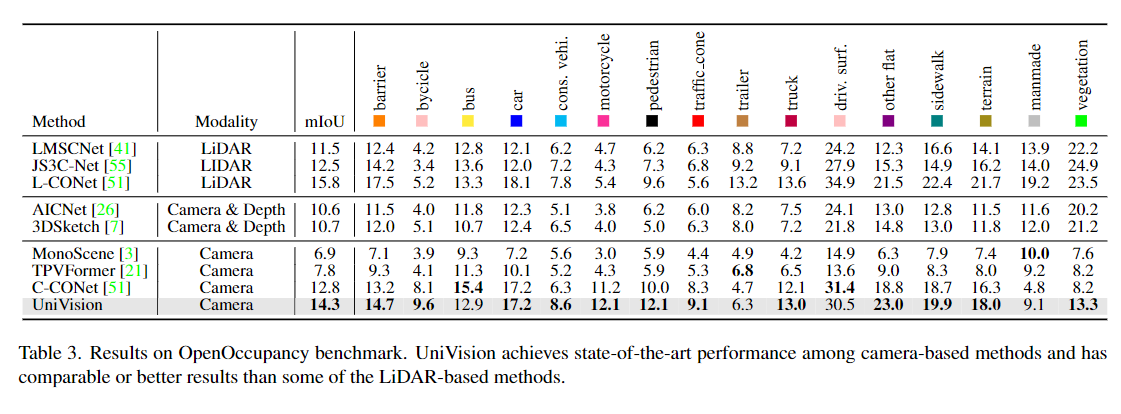 Method Modality mIoU barrier bycicle bus car cons. vehi. motorcycle pedestrian traffic_cone trailer truck driv. surf. other flat sidewalk terrain manmade vegetation
LMSCNet [41] LiDAR 11.5 12.4 4.2 12.8 12.1 6.2 4.7 6.2 6.3 8.8 7.2 24.2 12.3 16.6 14.1 13.9 22.2
JS3C-Net [55] LIDAR 12.5 14.2 3.4 13.6 12.0 7.2 4.3 7.3 6.8 9.2 9.1 27.9 15.3 14.9 16.2 14.0 24.9
L-CONet [51] LiDAR 15.8 17.5 5.2 13.3 18.1 7.8 5.4 9.6 5.6 13.2 13.6 34.9 21.5 22.4 21.7 19.2 23.5
AICNet [26] Camera & Depth 10.6 11.5 4.0 11.8 12.3 5.1 3.8 6.2 6.0 8.2 7.5 24.1 13.0 12.8 11.5 11.6 20.2
3DSketch [7] Camera & Depth 10.7 12.0 5.1 10.7 12.4 6.5 4.0 5.0 6.3 8.0 7.2 21.8 14.8 13.0 11.8 12.0 21.2
MonoScene [3] Camera 6.9 7.1 3.9 9.3 7.2 5.6 3.0 5.9 4.4 4.9 4.2 14.9 6.3 7.9 7.4 10.0 7.6
TPVFormer [21] Camera 7.8 9.3 4.1 11.3 10.1 5.2 4.3 5.9 5.3 6.8 6.5 13.6 9.0 8.3 8.0 9.2 8.2
C-CONet [51] Camera 12.8 13.2 8.1 15.4 17.2 6.3 11.2 10.0 8.3 4.7 12.1 31.4 18.8 18.7 16.3 4.8 8.2
UniVision Camera 14.3 14.7 9.6 12.9 17.2 8.6 12.1 12.1 9.1 6.3 13.0 30.5 23.0 19.9 18.0 9.1 13.3
Table 3. Results on OpenOccupancy benchmark. UniVision achieves state-of-the-art performance among camera-based methods and has
comparable or better results than some of the LiDAR-based methods.